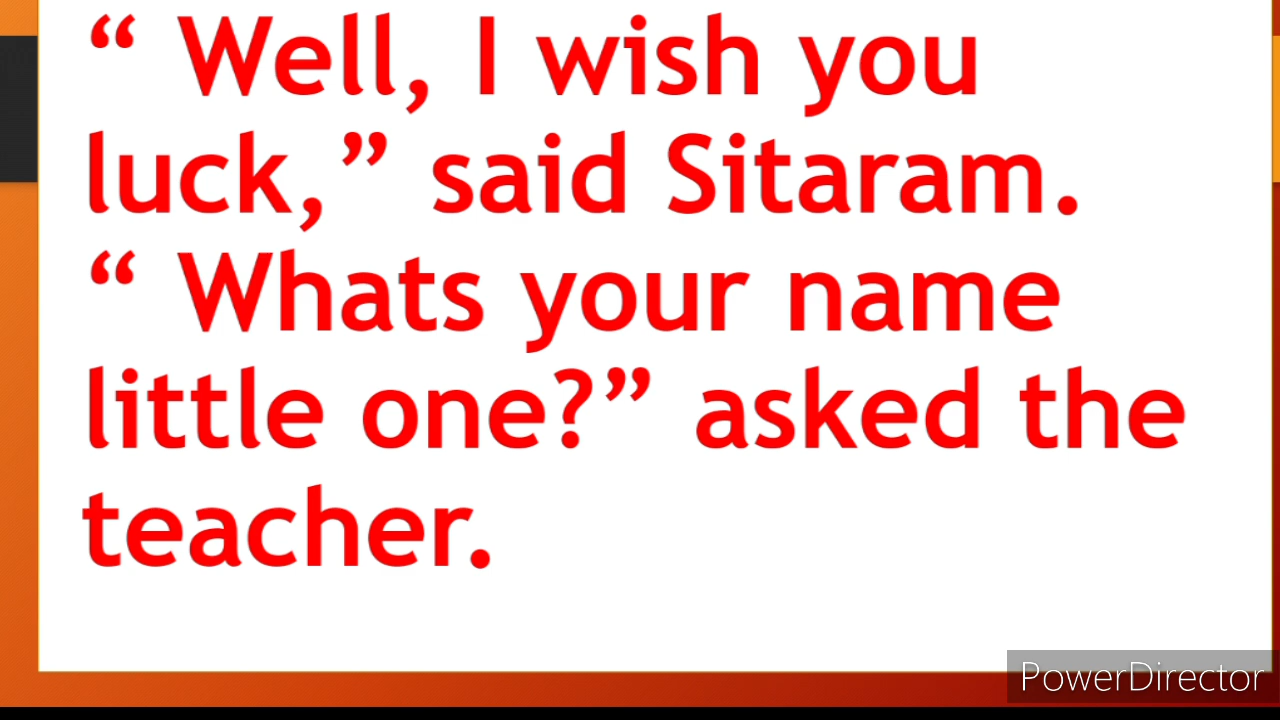 “ Well, I wish you
luck,” said Sitaram.
“ Whats your name
little one?” asked the
teacher.
PowerDirector